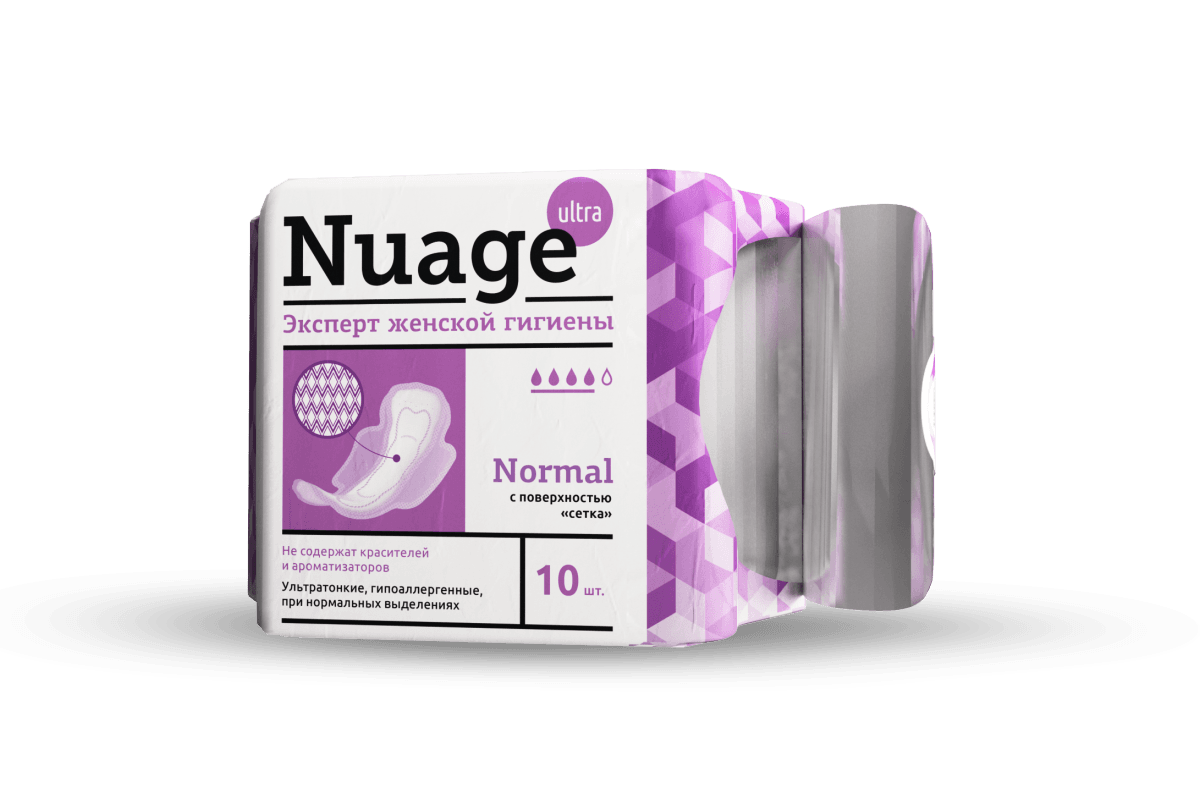 ultra
Nuage
Эксперт женской гигиены
Normal
с поверхностью
«сетка»
Не содержат красителей
и ароматизаторов
Ультратонкие, гипоаллергенные,
при нормальных выделениях
10 шт.